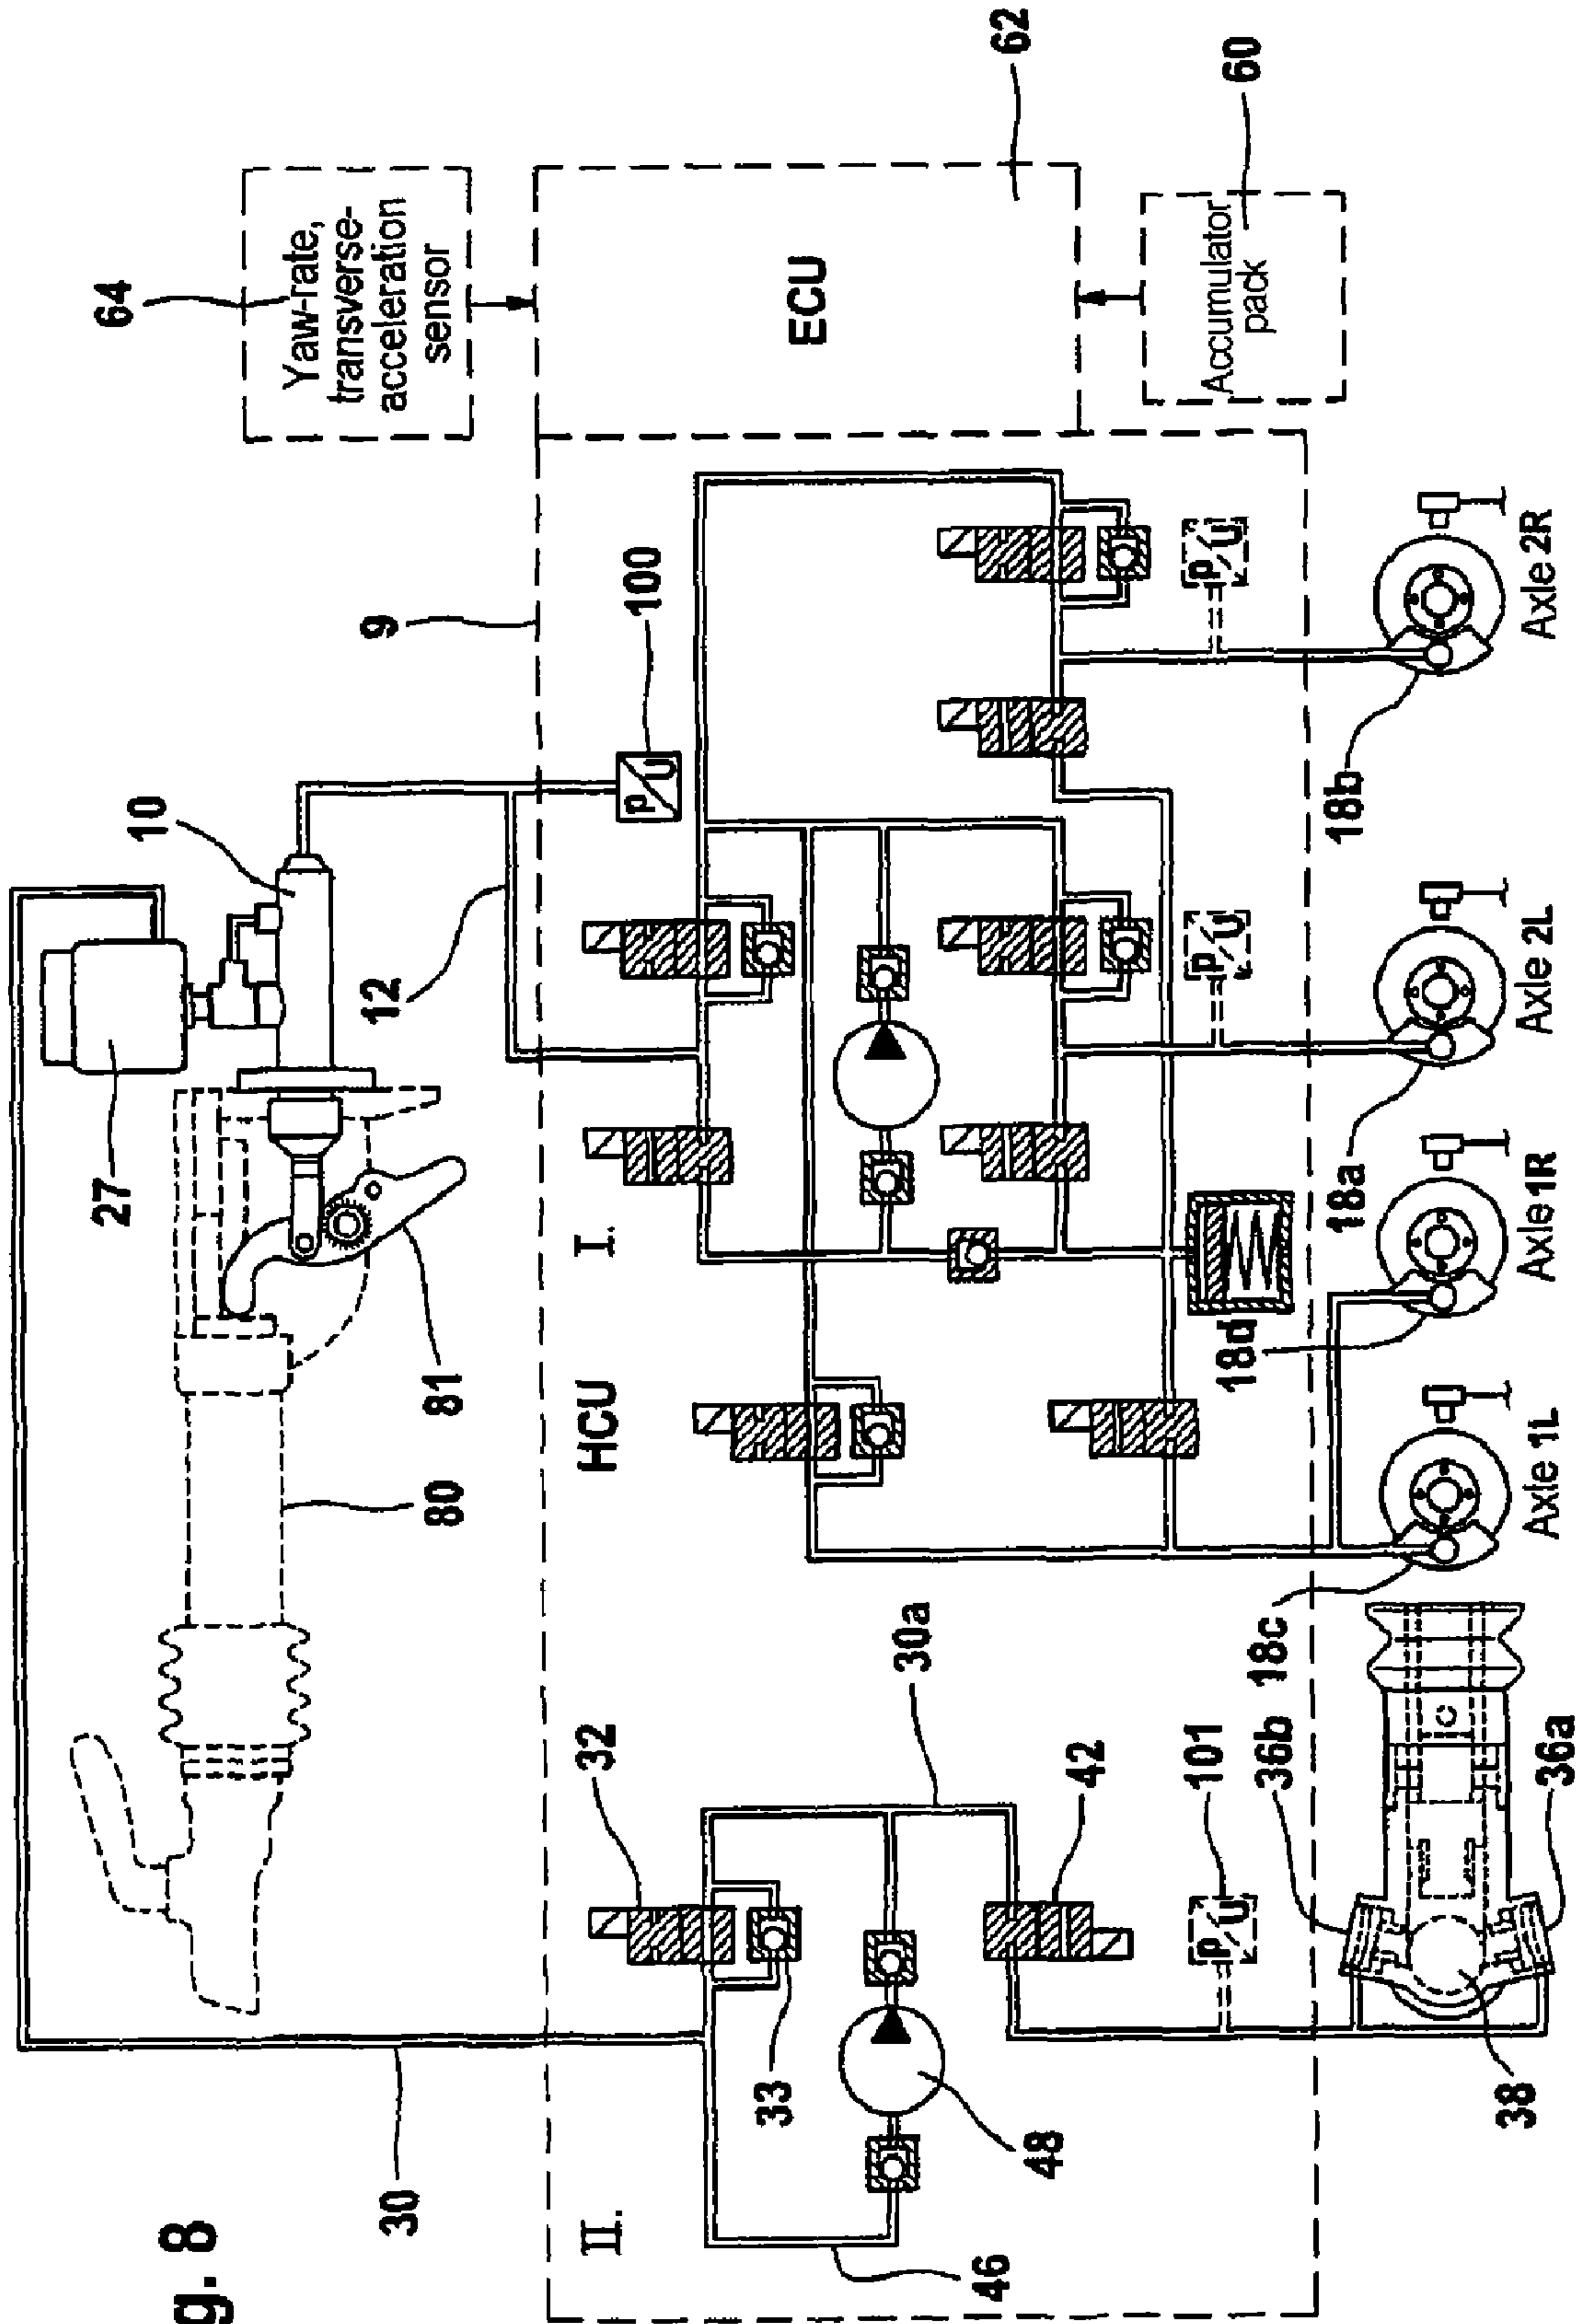 g. 8
64
Yaw-rate,
transverse-
acceleration
sensor
62
60
ECU
Accumulator
pack
9
100
10
12
27
P
U
P
U
P
U
I.
HCU
81
80
18b
Axle 2R
18a
Axle 2L
18d
Axle 1R
18c
Axle 1L
30
II.
32
33
30a
42
101
P
U
48
46
36b
36a
38